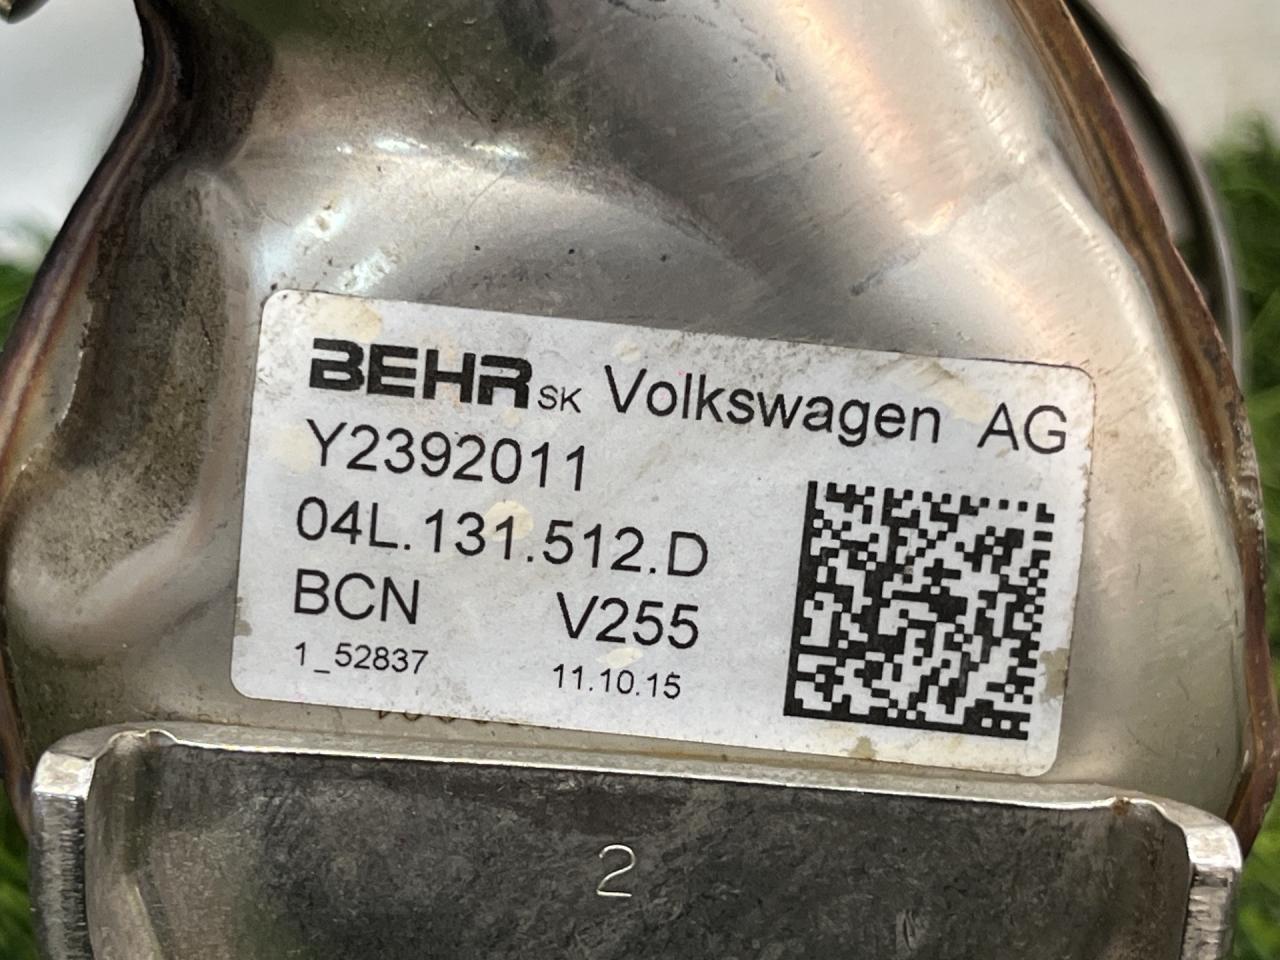 BEHR SK Volkswagen AG
Y2392011
04L.131.512.D
BCN V255
1_52837 11.10.15
2